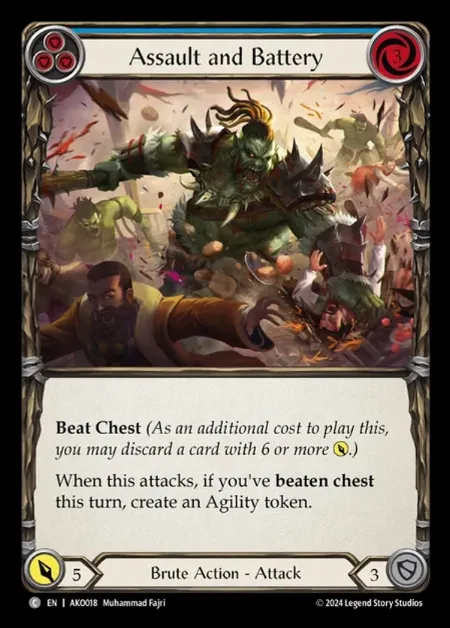 Assault and Battery
3
Beat Chest (As an additional cost to play this,
you may discard a card with 6 or more .)
When this attacks, if you've beaten chest
this turn, create an Agility token.
5
Brute Action - Attack
3
C EN | AKO018 Muhammad Fajri
© 2024 Legend Story Studios